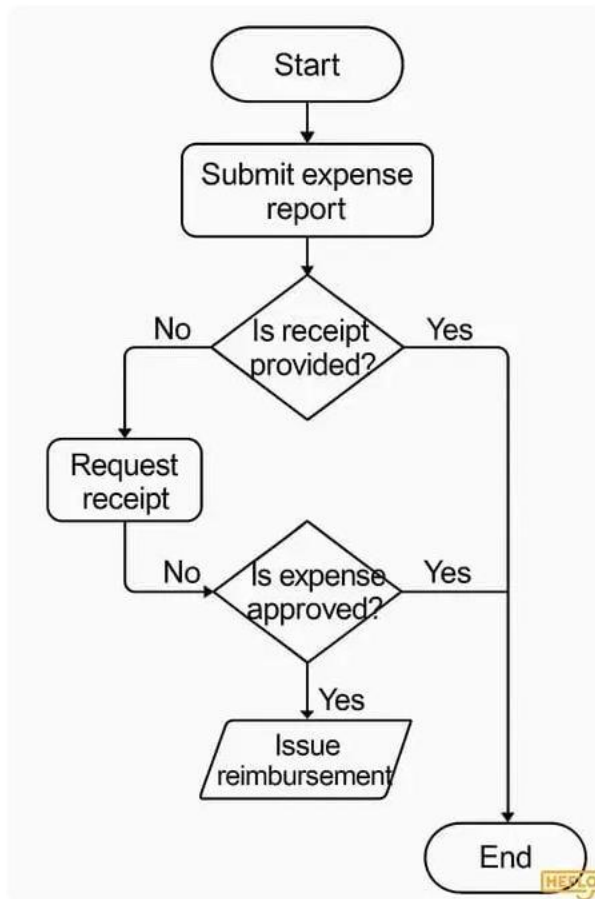 Start
Submit expense
report
No
Is receipt
provided?
Yes
Request
receipt
No
Is expense
approved?
Yes
Yes
Issue
reimbursement
End
HEFLO